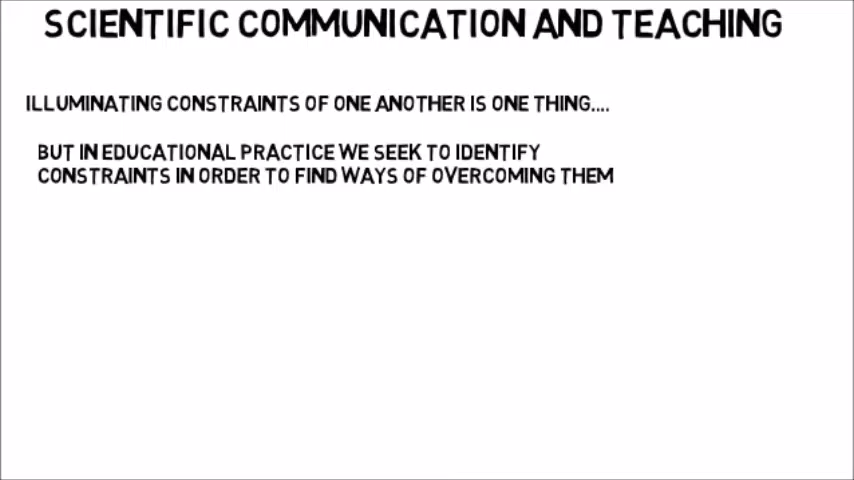 SCIENTIFIC COMMUNICATION AND TEACHING
ILLUMINATING CONSTRAINTS OF ONE ANOTHER IS ONE THING....
BUT IN EDUCATIONAL PRACTICE WE SEEK TO IDENTIFY
CONSTRAINTS IN ORDER TO FIND WAYS OF OVERCOMING THEM